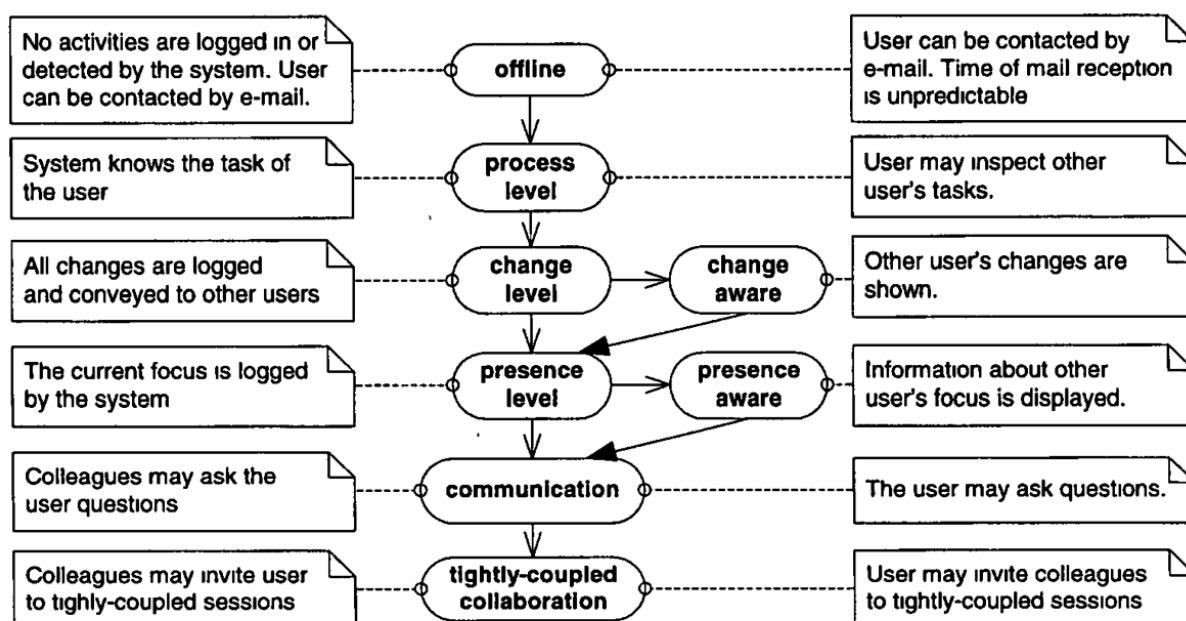 No activities are logged in or
detected by the system. User
can be contacted by e-mail.
offline
User can be contacted by
e-mail. Time of mail reception
is unpredictable
System knows the task of
the user
process
level
User may inspect other
user's tasks.
All changes are logged
and conveyed to other users
change
level
change
aware
Other user's changes are
shown.
The current focus is logged
by the system
presence
level
presence
aware
Information about other
user's focus is displayed.
Colleagues may ask the
user questions
communication
The user may ask questions.
Colleagues may invite user
to tighly-coupled sessions
tightly-coupled
collaboration
User may invite colleagues
to tightly-coupled sessions